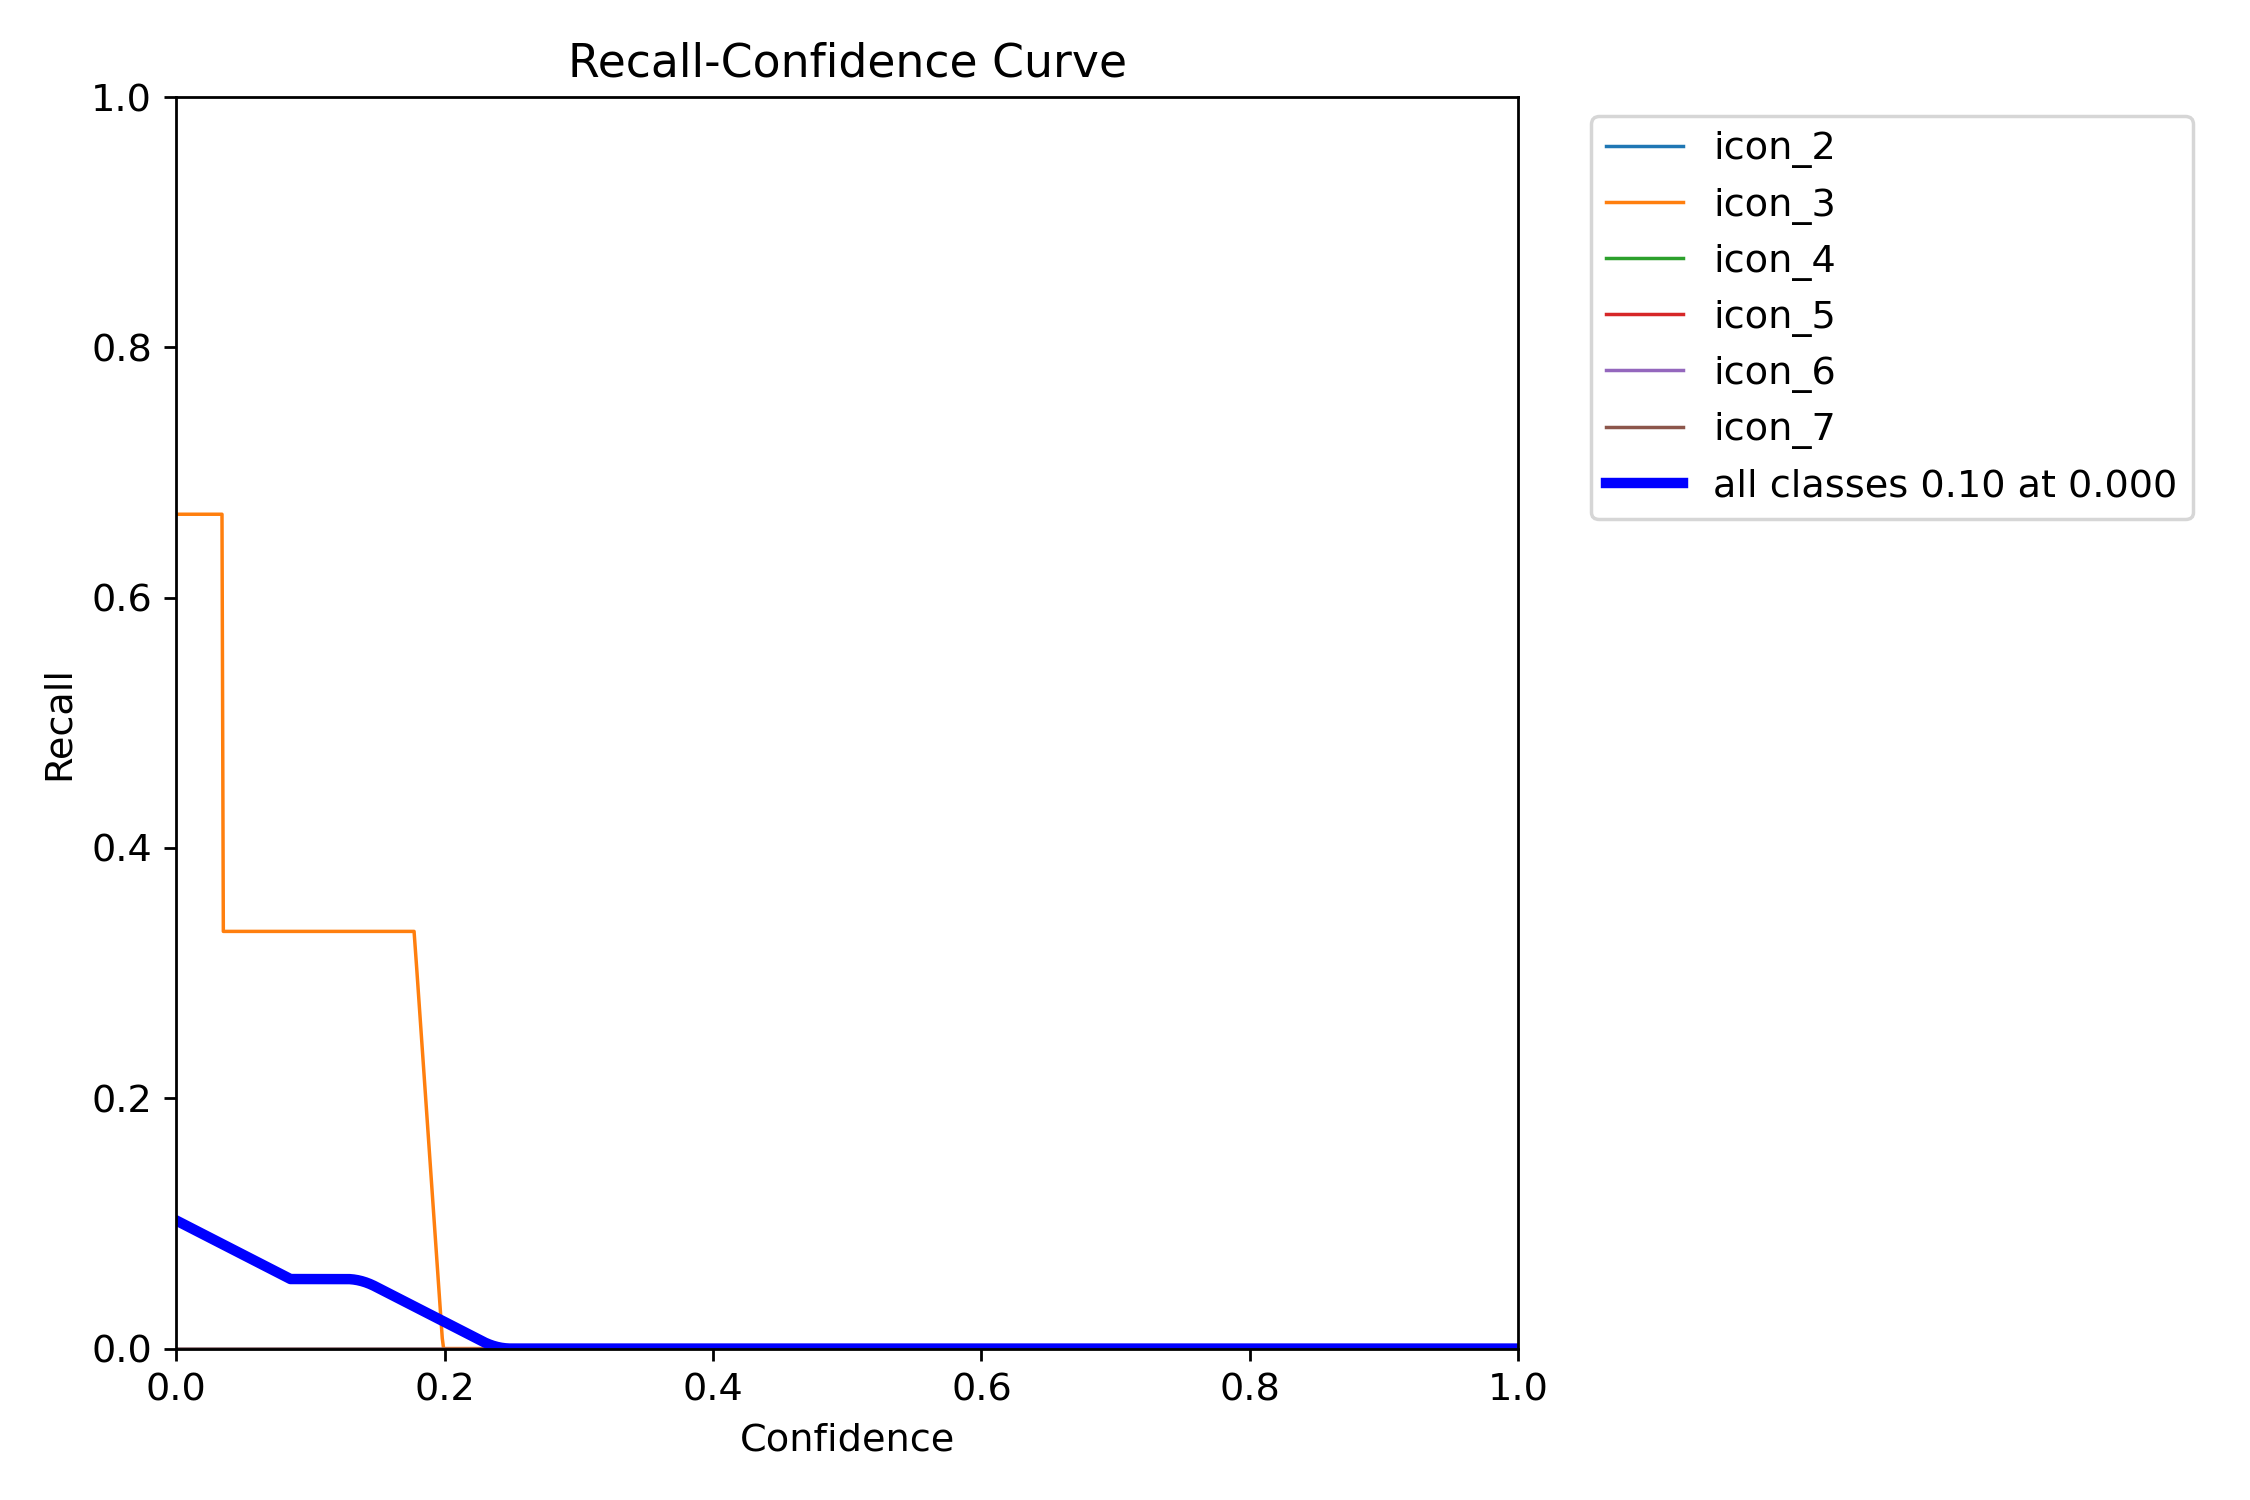 Recall-Confidence Curve
1.0
0.8
0.6
0.4
0.2
0.0
Recall
0.0 0.2 0.4 0.6 0.8 1.0
Confidence
icon_2
icon_3
icon_4
icon_5
icon_6
icon_7
all classes 0.10 at 0.000